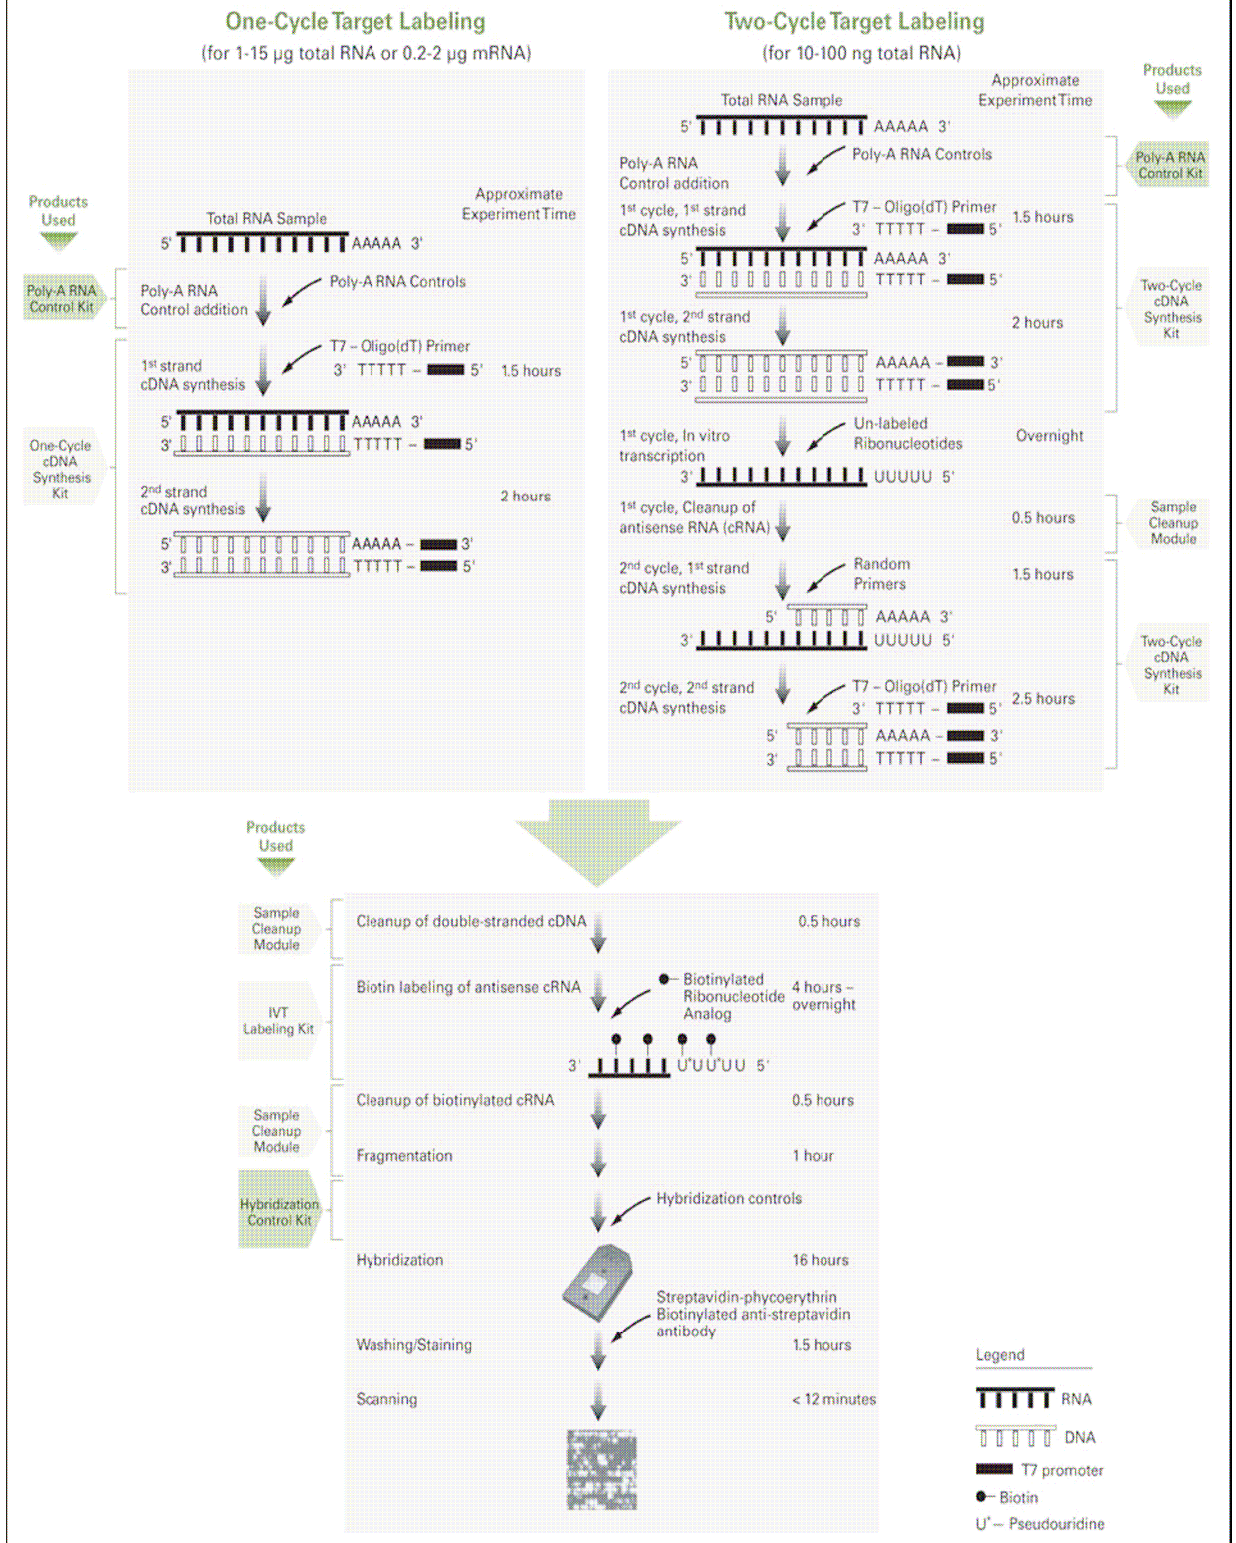 One-Cycle Target Labeling
(for 1-15 µg total RNA or 0.2-2 µg mRNA)
Products
Used
Approximate
Experiment Time
Total RNA Sample
5' AAAAA 3'
Poly-A RNA
Control Kit
Poly-A RNA
Control addition
Poly-A RNA Controls
T7 – Oligo(dT) Primer
3' TTTTT – 5'
1st strand
cDNA synthesis
1.5 hours
5' AAAAA 3'
3' TTTTT – 5'
One-Cycle
cDNA
Synthesis
Kit
2nd strand
cDNA synthesis
2 hours
5' AAAAA – 3'
3' TTTTT – 5'
Two-Cycle Target Labeling
(for 10-100 ng total RNA)
Approximate
Experiment Time
Products
Used
Total RNA Sample
5' AAAAA 3'
Poly-A RNA
Control addition
Poly-A RNA Controls
Poly-A RNA
Control Kit
1st cycle, 1st strand
cDNA synthesis
T7 – Oligo(dT) Primer
3' TTTTT – 5'
1.5 hours
5' AAAAA 3'
3' TTTTT – 5'
Two-Cycle
cDNA
Synthesis
Kit
1st cycle, 2nd strand
cDNA synthesis
2 hours
5' AAAAA – 3'
3' TTTTT – 5'
1st cycle, In vitro
transcription
Un-labeled
Ribonucleotides
Overnight
3' UUUUU 5'
1st cycle, Cleanup of
antisense RNA (cRNA)
0.5 hours
Sample
Cleanup
Module
2nd cycle, 1st strand
cDNA synthesis
Random
Primers
1.5 hours
5' AAAAA 3'
3' UUUUU 5'
Two-Cycle
cDNA
Synthesis
Kit
2nd cycle, 2nd strand
cDNA synthesis
T7 – Oligo(dT) Primer
3' TTTTT – 5'
2.5 hours
5' AAAAA – 3'
3' TTTTT – 5'
Products
Used
Sample
Cleanup
Module
Cleanup of double-stranded cDNA
0.5 hours
IVT
Labeling Kit
Biotin labeling of antisense cRNA
Biotinylated
Ribonucleotide
Analog
4 hours –
overnight
3' U*UU*UU 5'
Sample
Cleanup
Module
Cleanup of biotinylated cRNA
0.5 hours
Fragmentation
1 hour
Hybridization
Control Kit
Hybridization controls
Hybridization
16 hours
Streptavidin-phycoerythrin
Biotinylated anti-streptavidin
antibody
Washing/Staining
1.5 hours
Scanning
< 12 minutes
Legend
RNA
DNA
T7 promoter
Biotin
U* – Pseudouridine